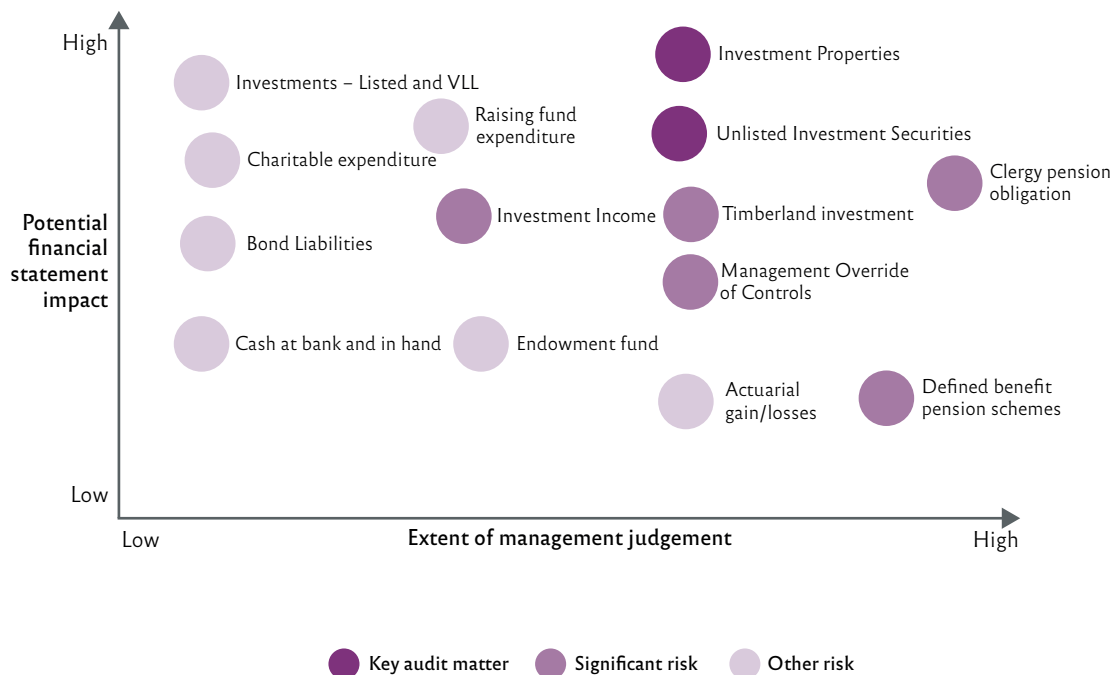 High
Investment Properties
Investments – Listed and VLL
Raising fund
expenditure
Unlisted Investment Securities
Charitable expenditure
Clergy pension
obligation
Potential
financial
statement
impact
Investment Income
Timberland investment
Bond Liabilities
Management Override
of Controls
Cash at bank and in hand
Endowment fund
Actuarial
gain/losses
Defined benefit
pension schemes
Low
Low
Extent of management judgement
High
Key audit matter
Significant risk
Other risk